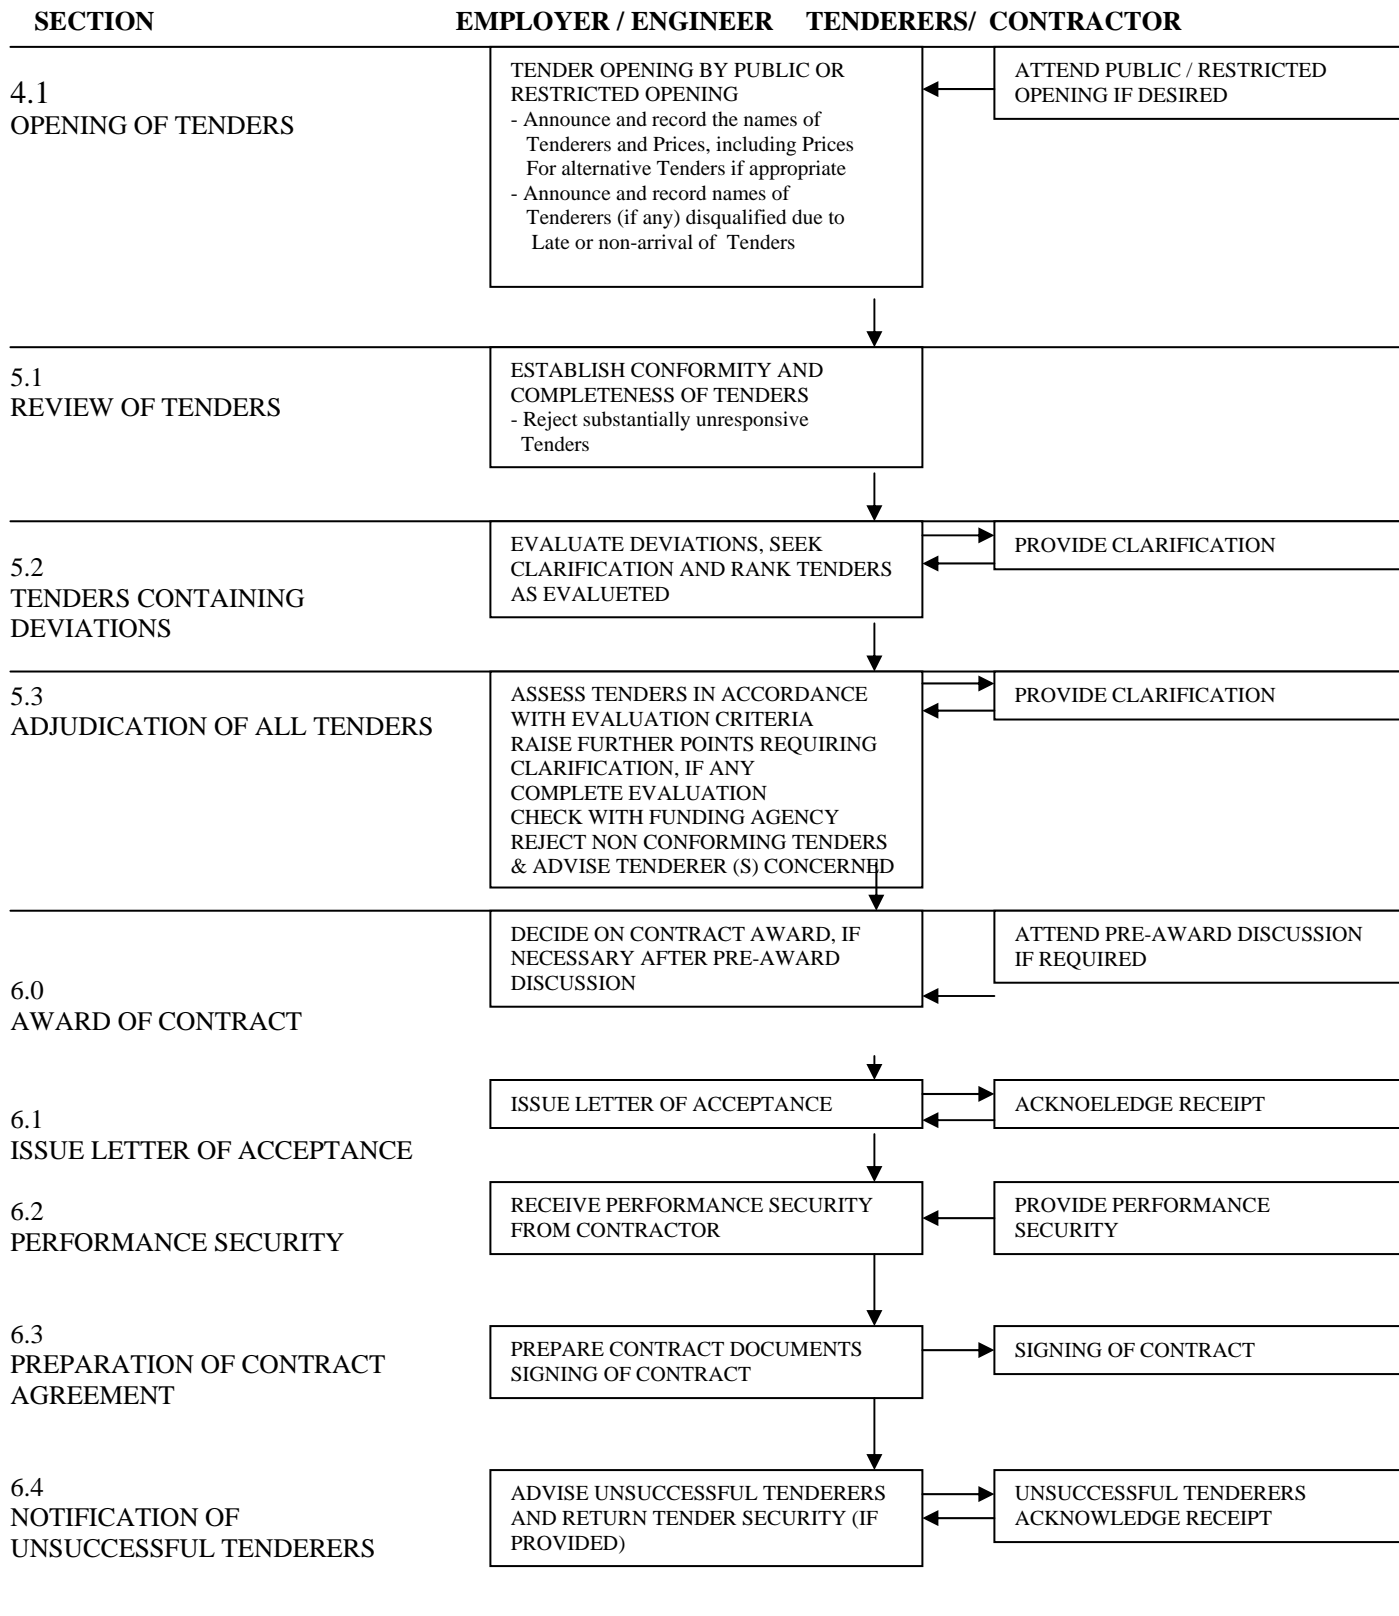 SECTION EMPLOYER / ENGINEER TENDERERS/ CONTRACTOR
4.1
OPENING OF TENDERS
TENDER OPENING BY PUBLIC OR
RESTRICTED OPENING
- Announce and record the names of
Tenderers and Prices, including Prices
For alternative Tenders if appropriate
- Announce and record names of
Tenderers (if any) disqualified due to
Late or non-arrival of Tenders
ATTEND PUBLIC / RESTRICTED
OPENING IF DESIRED
5.1
REVIEW OF TENDERS
ESTABLISH CONFORMITY AND
COMPLETENESS OF TENDERS
- Reject substantially unresponsive
Tenders
5.2
TENDERS CONTAINING
DEVIATIONS
EVALUATE DEVIATIONS, SEEK
CLARIFICATION AND RANK TENDERS
AS EVALUETED
PROVIDE CLARIFICATION
5.3
ADJUDICATION OF ALL TENDERS
ASSESS TENDERS IN ACCORDANCE
WITH EVALUATION CRITERIA
RAISE FURTHER POINTS REQUIRING
CLARIFICATION, IF ANY
COMPLETE EVALUATION
CHECK WITH FUNDING AGENCY
REJECT NON CONFORMING TENDERS
& ADVISE TENDERER (S) CONCERNED
PROVIDE CLARIFICATION
6.0
AWARD OF CONTRACT
DECIDE ON CONTRACT AWARD, IF
NECESSARY AFTER PRE-AWARD
DISCUSSION
ATTEND PRE-AWARD DISCUSSION
IF REQUIRED
6.1
ISSUE LETTER OF ACCEPTANCE
ISSUE LETTER OF ACCEPTANCE
ACKNOELEDGE RECEIPT
6.2
PERFORMANCE SECURITY
RECEIVE PERFORMANCE SECURITY
FROM CONTRACTOR
PROVIDE PERFORMANCE
SECURITY
6.3
PREPARATION OF CONTRACT
AGREEMENT
PREPARE CONTRACT DOCUMENTS
SIGNING OF CONTRACT
SIGNING OF CONTRACT
6.4
NOTIFICATION OF
UNSUCCESSFUL TENDERERS
ADVISE UNSUCCESSFUL TENDERERS
AND RETURN TENDER SECURITY (IF
PROVIDED)
UNSUCCESSFUL TENDERERS
ACKNOWLEDGE RECEIPT